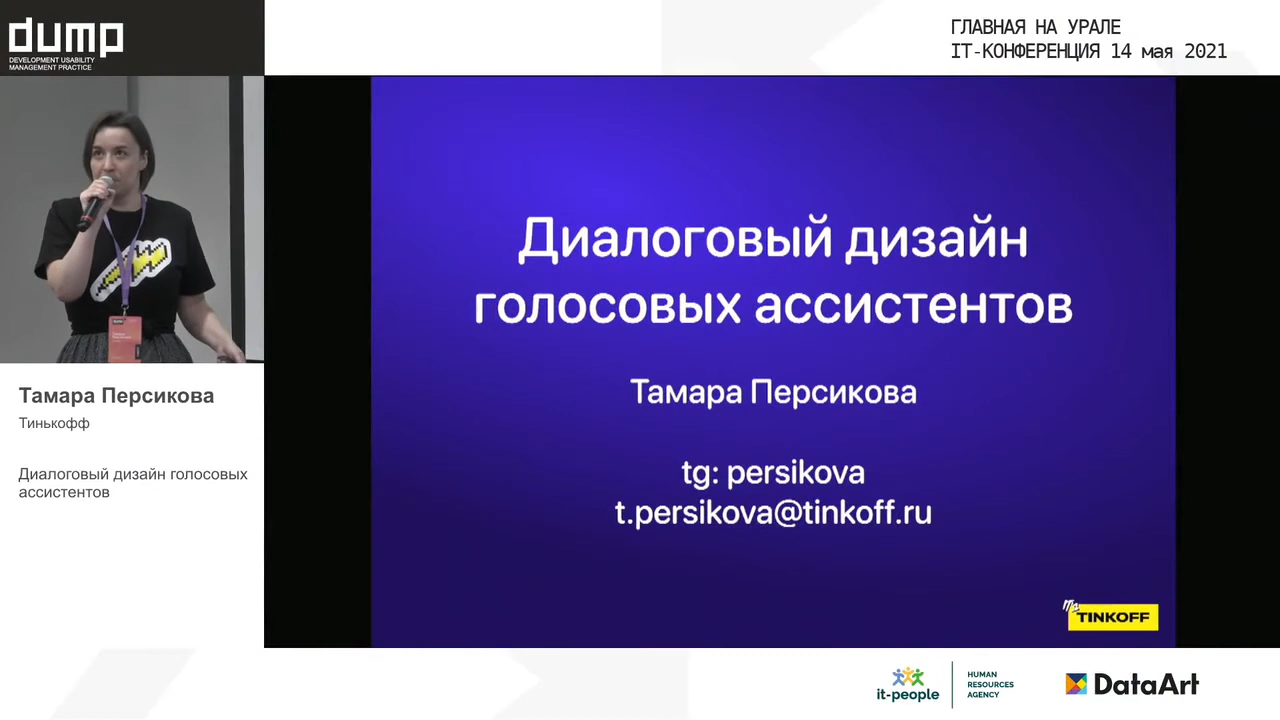 dump
DEVELOPMENT USABILITY
MANAGEMENT PRACTICE
ГЛАВНАЯ НА УРАЛЕ
IT-КОНФЕРЕНЦИЯ 14 мая 2021
Тамара Персикова
Тинькофф
Диалоговый дизайн голосовых
ассистентов
Диалоговый дизайн
голосовых ассистентов
Тамара Персикова
tg: persikova
t.persikova@tinkoff.ru
TINKOFF
it-people
HUMAN
RESOURCES
AGENCY
DataArt